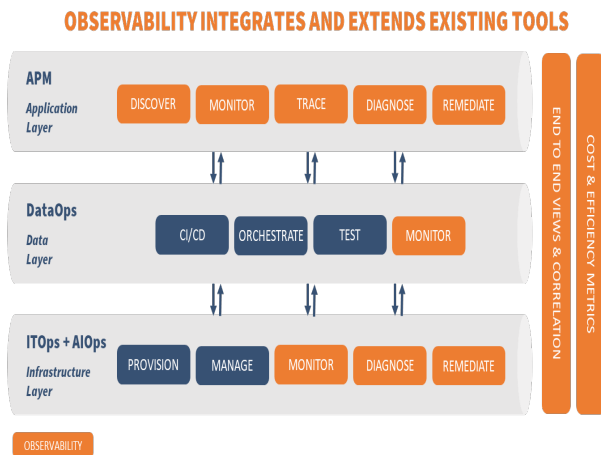 OBSERVABILITY INTEGRATES AND EXTENDS EXISTING TOOLS
APM
Application
Layer
DISCOVER
MONITOR
TRACE
DIAGNOSE
REMEDIATE
DataOps
Data
Layer
CI/CD
ORCHESTRATE
TEST
MONITOR
ITOps + AIOps
Infrastructure
Layer
PROVISION
MANAGE
MONITOR
DIAGNOSE
REMEDIATE
END TO END VIEWS & CORRELATION
COST & EFFICIENCY METRICS
OBSERVABILITY